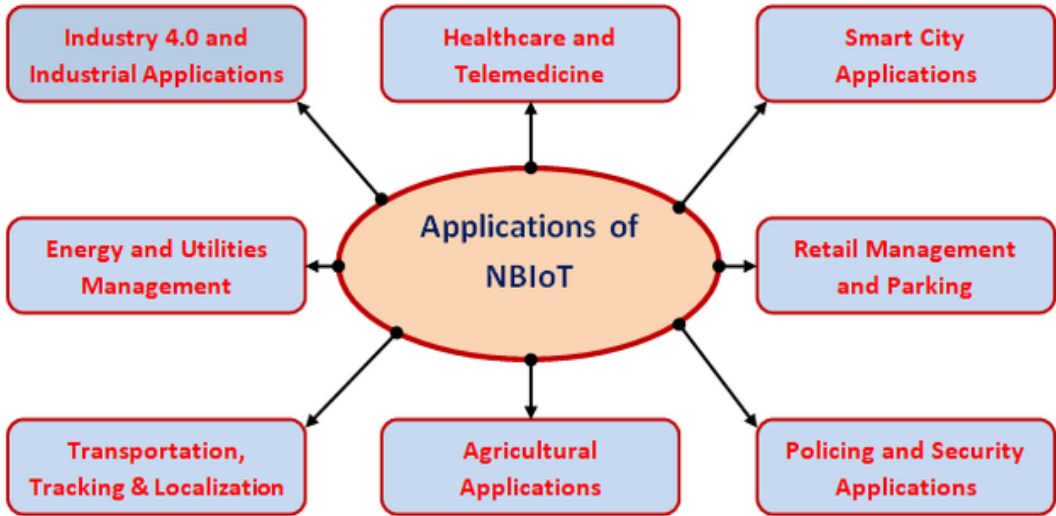 Industry 4.0 and
Industrial Applications
Healthcare and
Telemedicine
Smart City
Applications
Energy and Utilities
Management
Applications of
NBIoT
Retail Management
and Parking
Transportation,
Tracking & Localization
Agricultural
Applications
Policing and Security
Applications